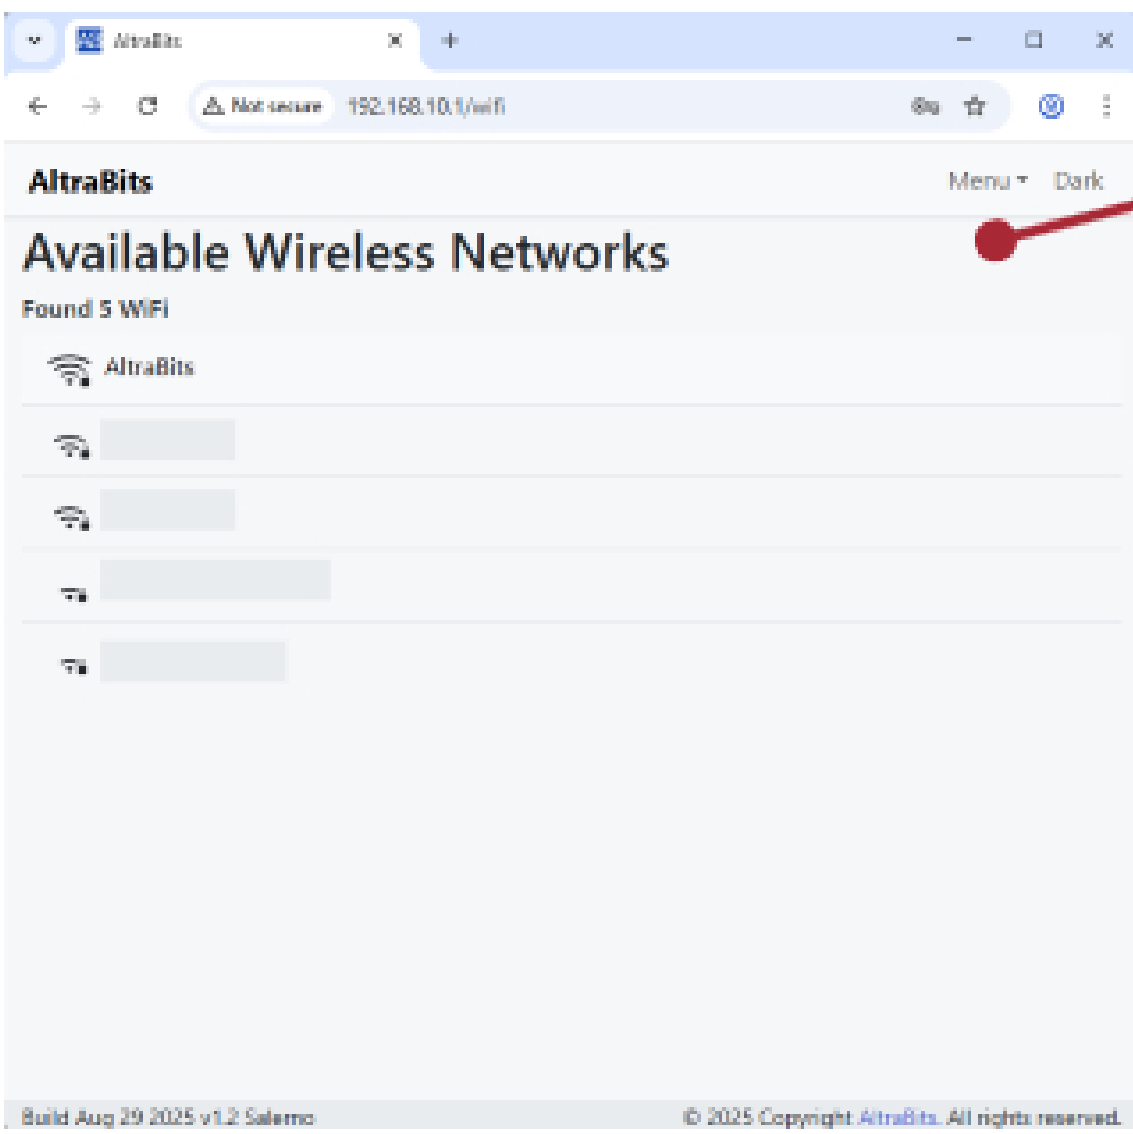 AltraBits
Not secure 192.168.10.1/wifi
AltraBits Menu Dark
Available Wireless Networks
Found 5 WiFi
AltraBits
Build Aug 29 2025 v1.2 Salerno
© 2025 Copyright AltraBits. All rights reserved.